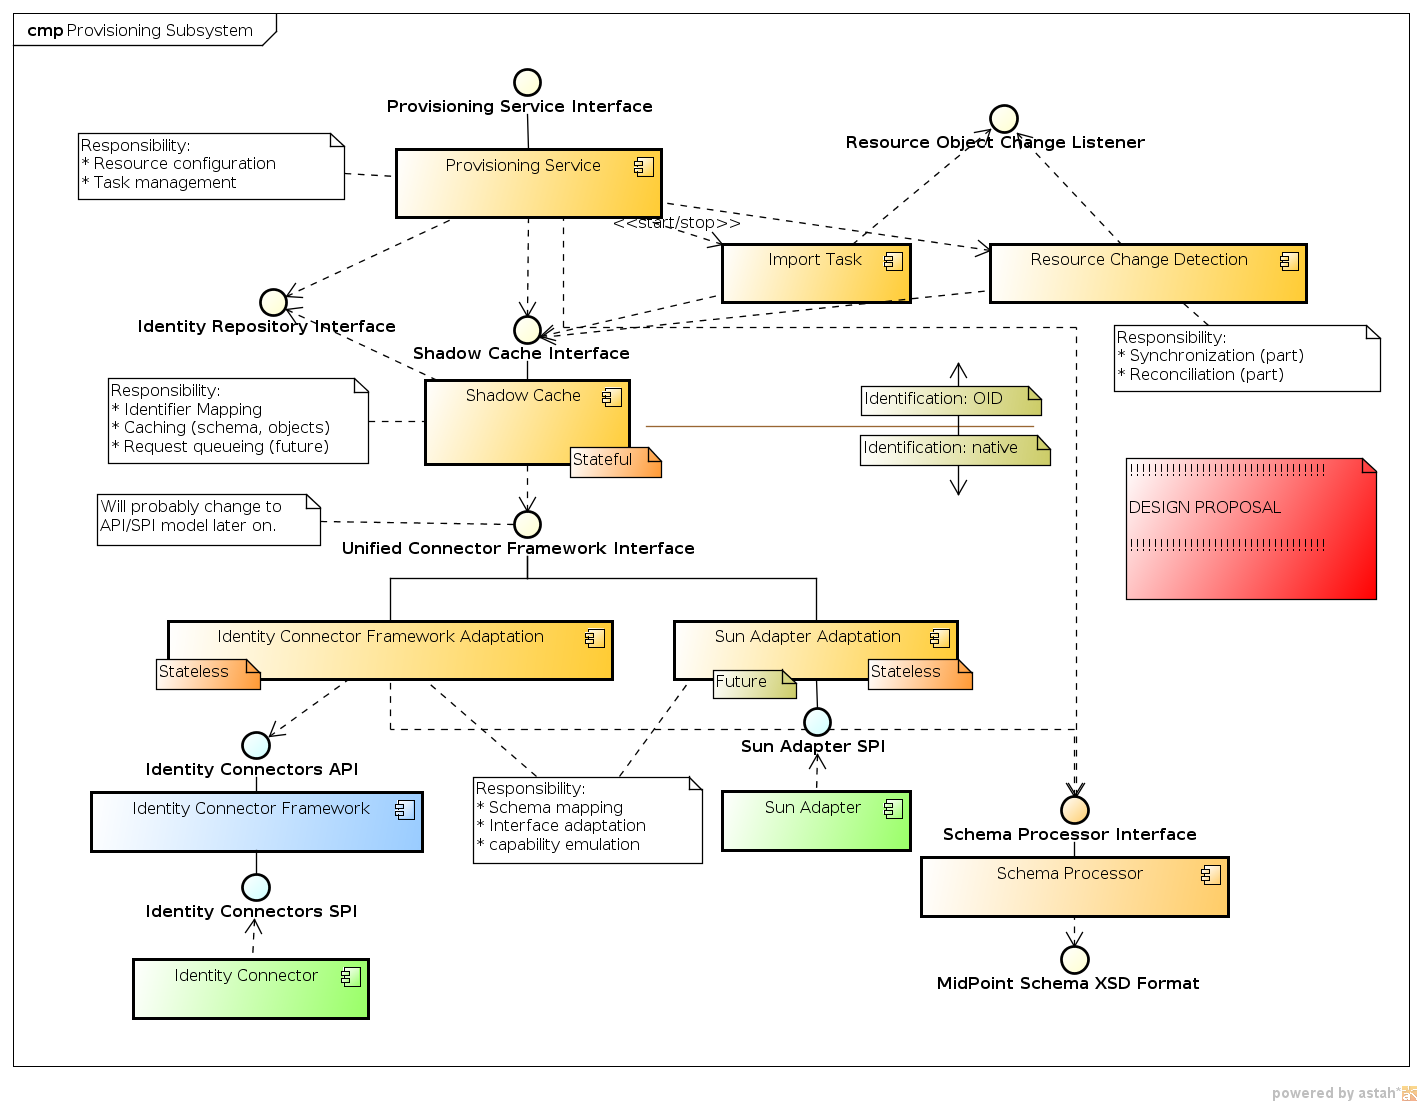 cmp Provisioning Subsystem
Provisioning Service Interface
Resource Object Change Listener
Responsibility:
* Resource configuration
* Task management
Provisioning Service
<<start/stop>>
Import Task
Resource Change Detection
Identity Repository Interface
Shadow Cache Interface
Responsibility:
* Synchronization (part)
* Reconciliation (part)
Responsibility:
* Identifier Mapping
* Caching (schema, objects)
* Request queueing (future)
Shadow Cache
Stateful
Identification: OID
Identification: native
Will probably change to
API/SPI model later on.
Unified Connector Framework Interface
DESIGN PROPOSAL
Identity Connector Framework Adaptation
Stateless
Sun Adapter Adaptation
Future
Stateless
Sun Adapter SPI
Identity Connectors API
Identity Connector Framework
Responsibility:
* Schema mapping
* Interface adaptation
* capability emulation
Sun Adapter
Schema Processor Interface
Schema Processor
Identity Connectors SPI
Identity Connector
MidPoint Schema XSD Format
powered by astah*